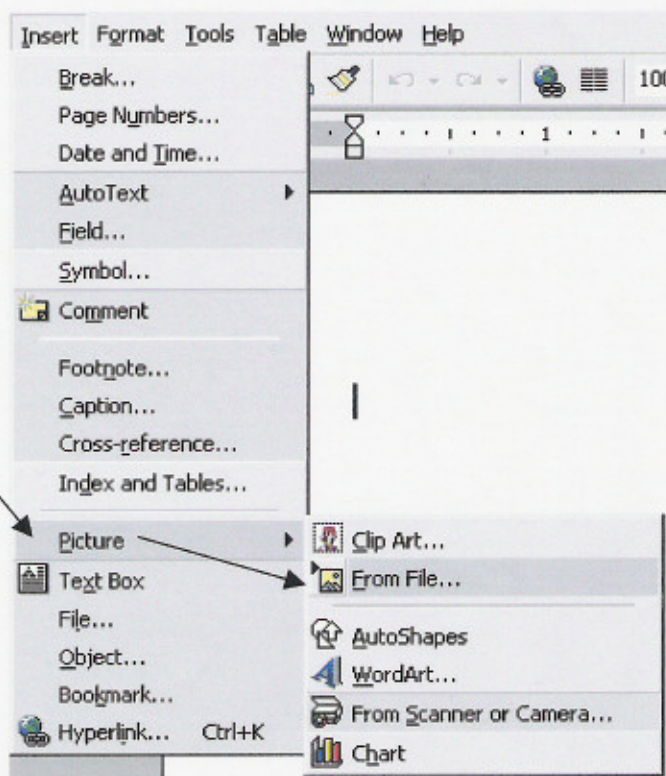 Insert Format Tools Table Window Help
Break...
100
Page Numbers...
Date and Time...
1
AutoText
Field...
Symbol...
Comment
Footnote...
Caption...
Cross-reference...
Index and Tables...
Picture
Clip Art...
Text Box
From File...
File...
AutoShapes
Object...
WordArt...
Bookmark...
From Scanner or Camera...
Hyperlink... Ctrl+K
Chart